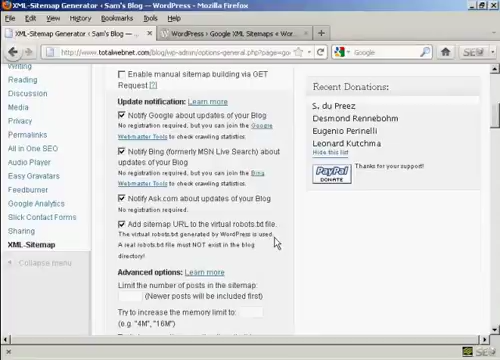 XML-Sitemap Generator ‹ Sam's Blog — WordPress - Mozilla Firefox
Edit View History Bookmarks Tools Help
XML-Sitemap Generator ‹ Sam's Blog —...
WordPress › Google XML Sitemaps « Wor...
http://www.totalwebnet.com/blog/wp-admin/options-general.php?page=go
Google
Writing
Reading
Discussion
Media
Privacy
Permalinks
All in One SEO
Audio Player
Easy Gravatars
Feedburner
Google Analytics
Slick Contact Forms
Sharing
XML-Sitemap
Collapse menu
Enable manual sitemap building via GET
Request [?]
Update notification: Learn more
Notify Google about updates of your Blog
No registration required, but you can join the Google
Webmaster Tools to check crawling statistics.
Notify Bing (formerly MSN Live Search) about
updates of your Blog
No registration required, but you can join the Bing
Webmaster Tools to check crawling statistics.
Notify Ask.com about updates of your Blog
No registration required.
Add sitemap URL to the virtual robots.txt file.
The virtual robots.txt generated by WordPress is used.
A real robots.txt file must NOT exist in the blog
directory!
Advanced options: Learn more
Limit the number of posts in the sitemap:
(Newer posts will be included first)
Try to increase the memory limit to:
(e.g. "4M", "16M")
Recent Donations:
S. du Preez
Desmond Rennebohm
Eugenio Perinelli
Leonard Kutchma
Hide this list
PayPal
DONATE
Thanks for your support!